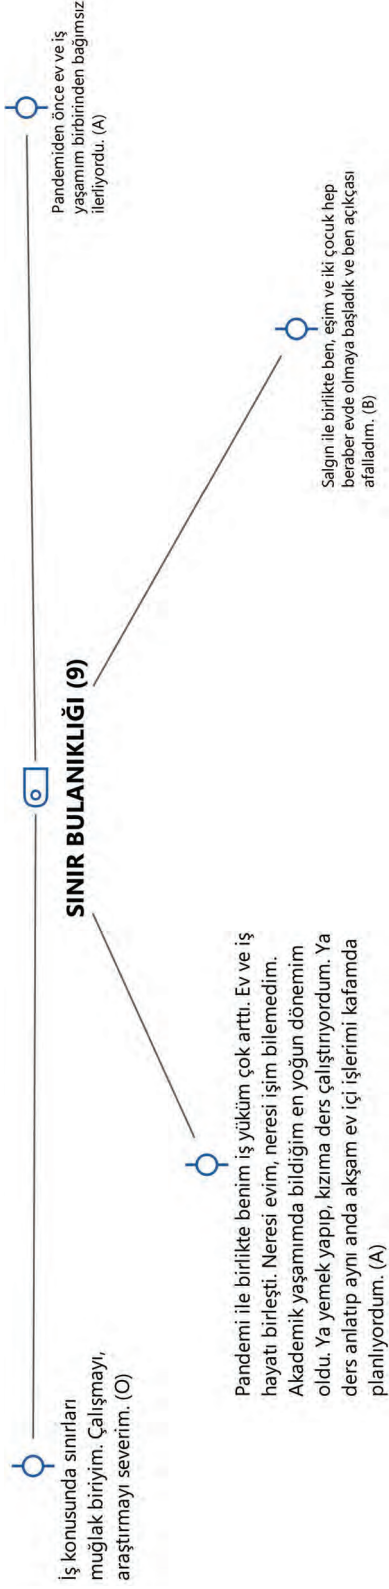 SINIR BULANIKLIĞI (9)
İş konusunda sınırları
muğlak biriyim. Çalışmayı,
araştırmayı severim. (O)
Pandemi ile birlikte benim iş yüküm çok arttı. Ev ve iş
hayatı birleşti. Neresi evim, neresi işim bilemedim.
Akademik yaşamımda bildiğim en yoğun dönemim
oldu. Ya yemek yapıp, kızıma ders çalıştırıyordum. Ya
ders anlatıp aynı anda akşam ev içi işlerimi kafamda
planlıyordum. (A)
Salgın ile birlikte ben, eşim ve iki çocuk hep
beraber evde olmaya başladık ve ben açıkçası
afalladım. (B)
Pandemiden önce ev ve iş
yaşamım birbirinden bağımsız
ilerliyordu. (A)